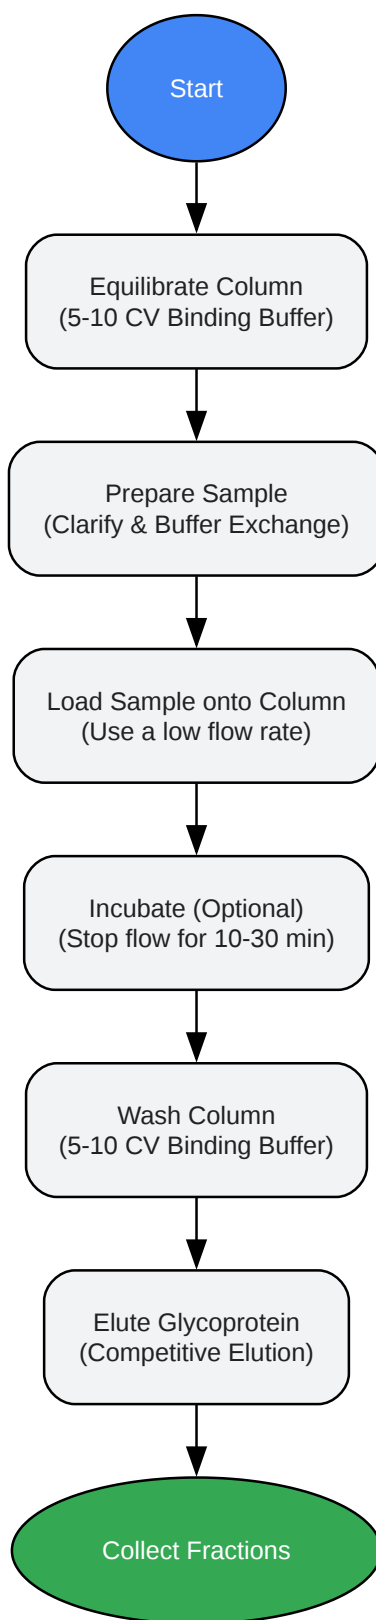 Start
Equilibrate Column
(5-10 CV Binding Buffer)
Prepare Sample
(Clarify & Buffer Exchange)
Load Sample onto Column
(Use a low flow rate)
Incubate (Optional)
(Stop flow for 10-30 min)
Wash Column
(5-10 CV Binding Buffer)
Elute Glycoprotein
(Competitive Elution)
Collect Fractions